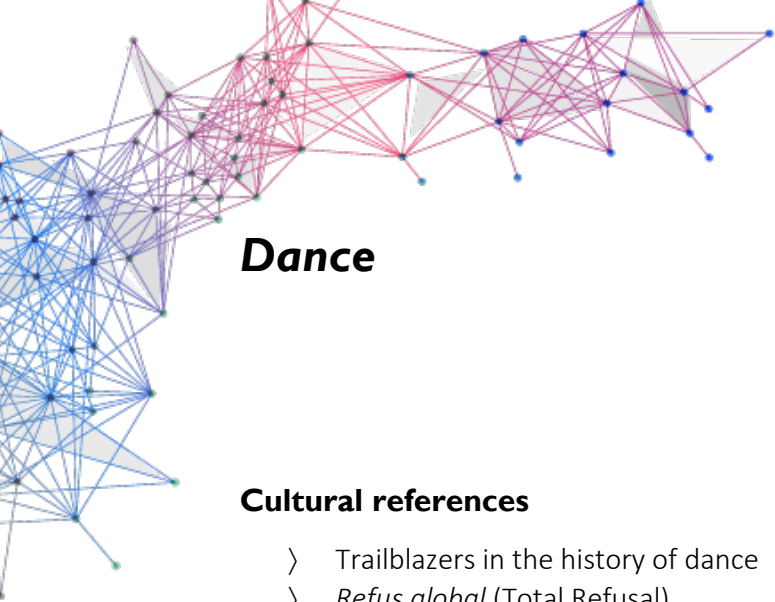 Dance
Cultural references
〉 Trailblazers in the history of dance
〉 Refus global (Total Refusal)